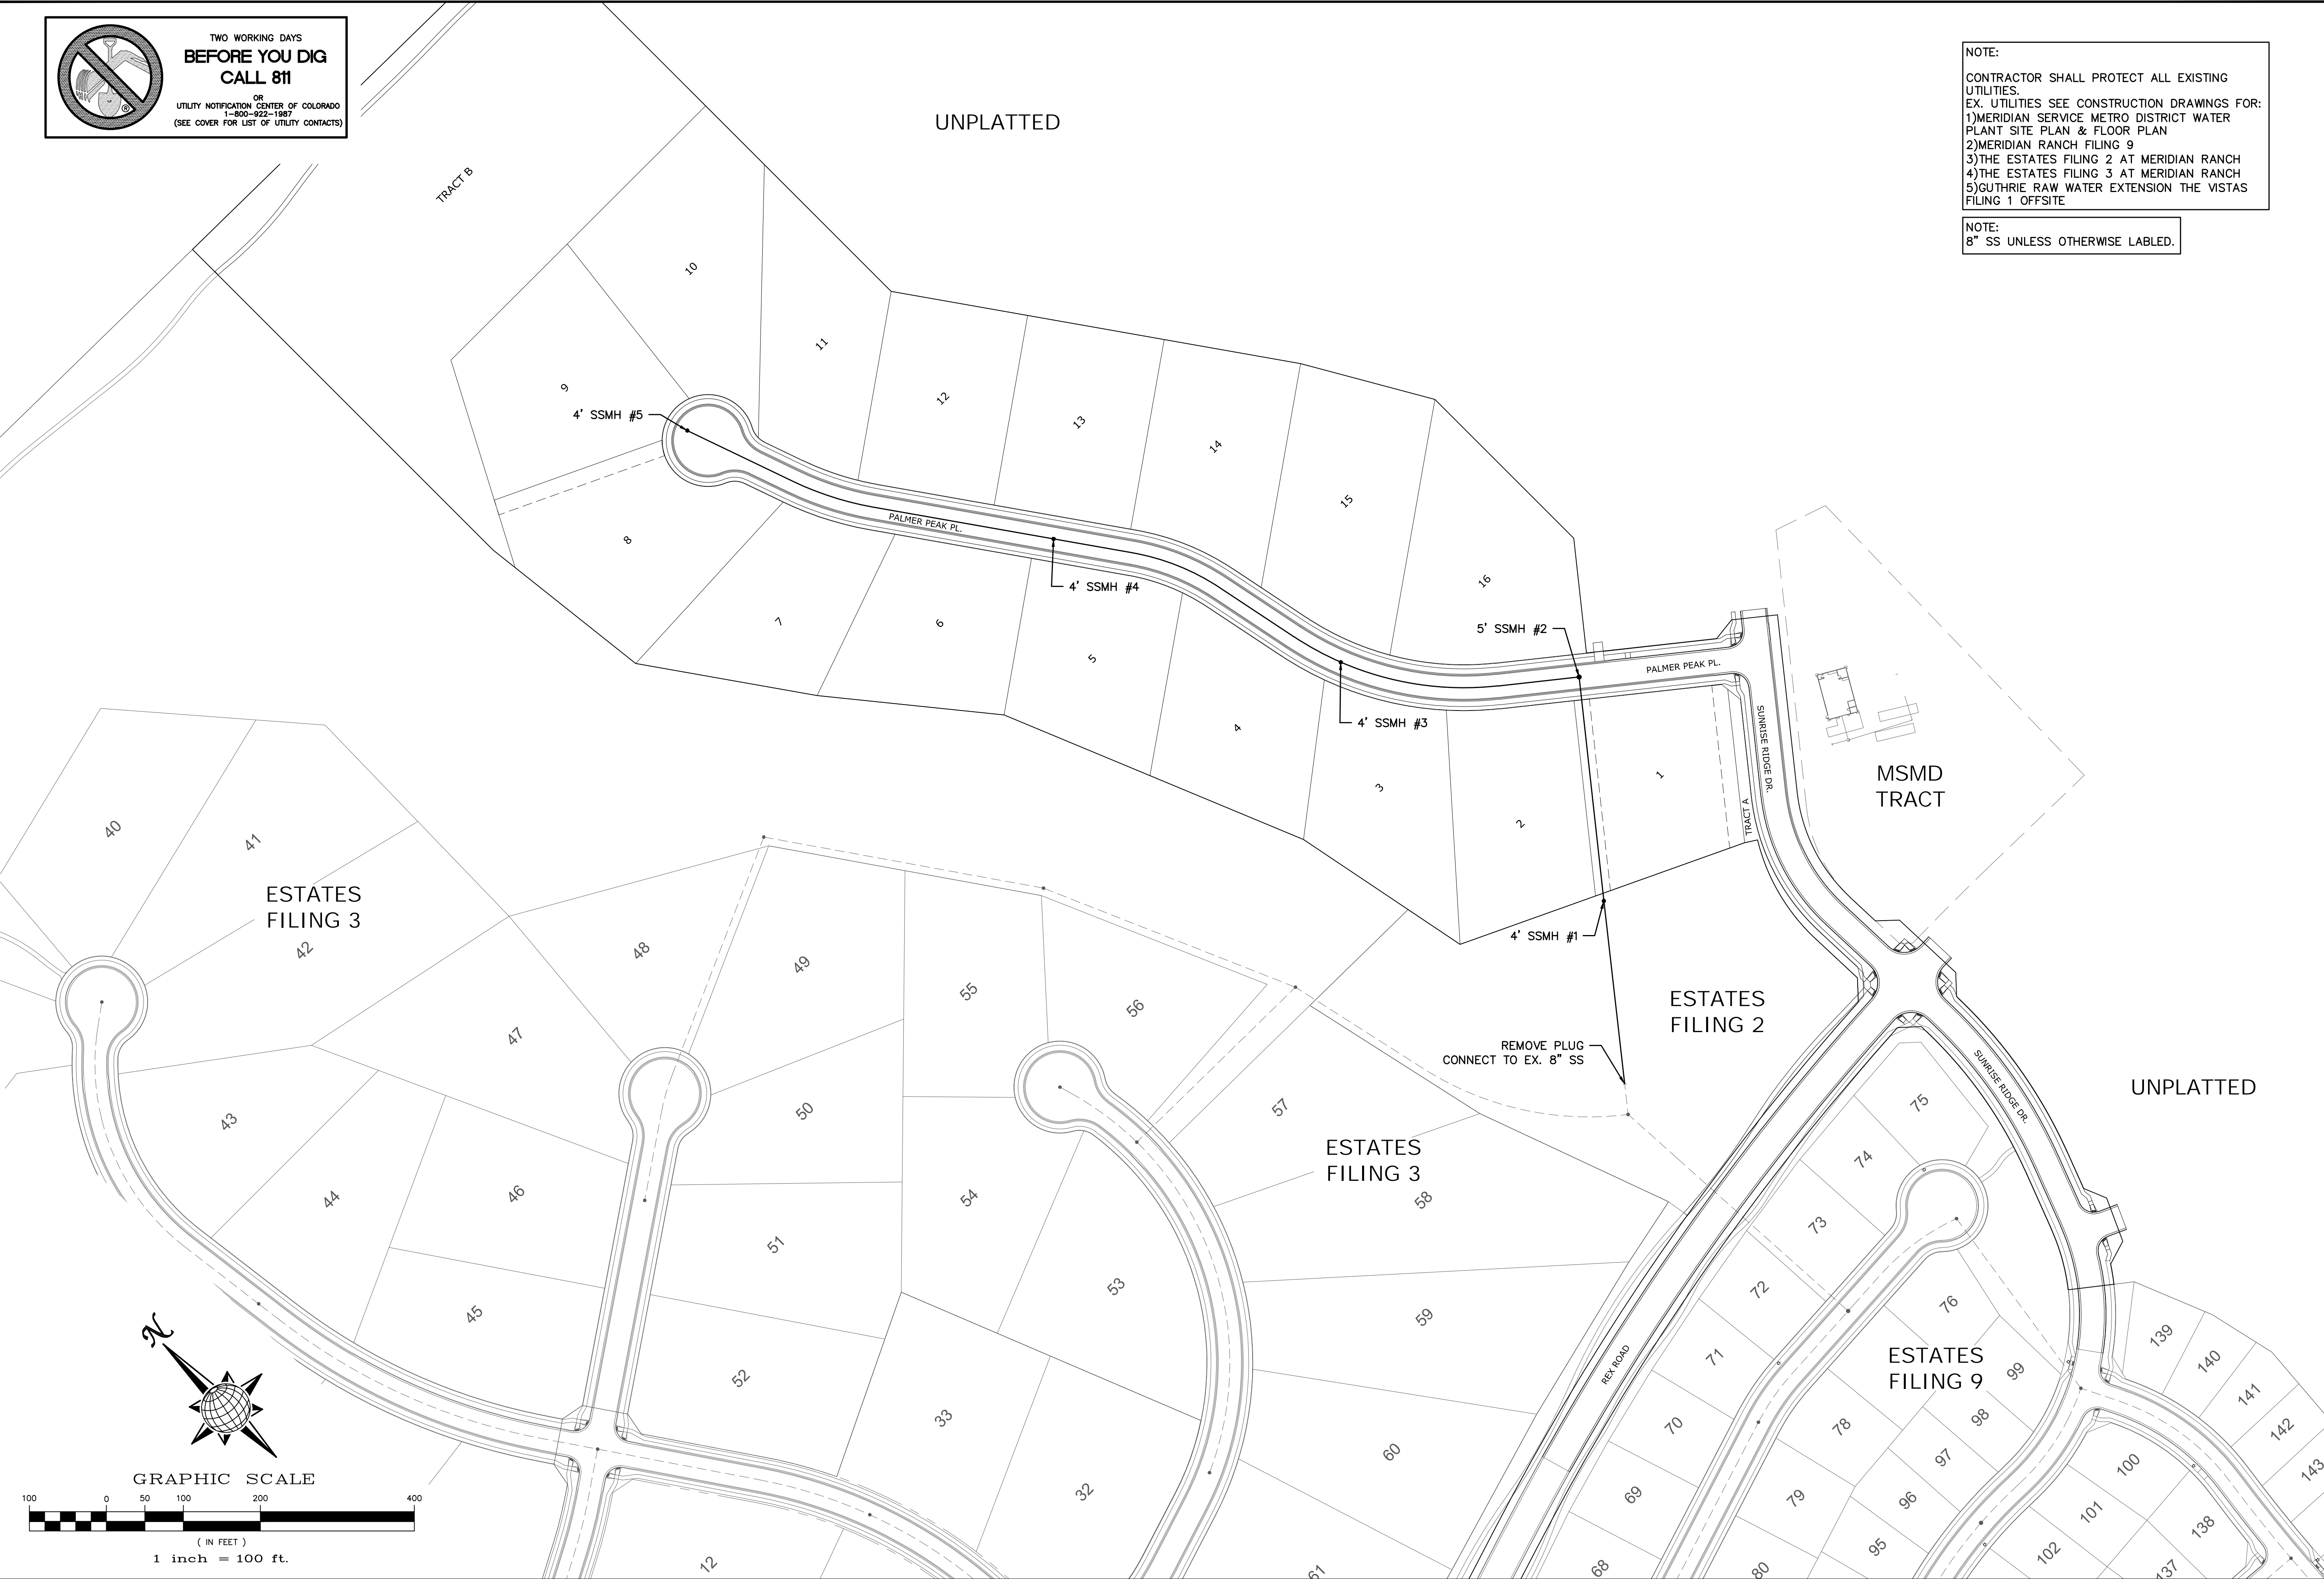 TWO WORKING DAYS
BEFORE YOU DIG
CALL 811
OR
UTILITY NOTIFICATION CENTER OF COLORADO
1-800-922-1987
(SEE COVER FOR LIST OF UTILITY CONTACTS)
®
NOTE:
CONTRACTOR SHALL PROTECT ALL EXISTING
UTILITIES.
EX. UTILITIES SEE CONSTRUCTION DRAWINGS FOR:
1)MERIDIAN SERVICE METRO DISTRICT WATER
PLANT SITE PLAN & FLOOR PLAN
2)MERIDIAN RANCH FILING 9
3)THE ESTATES FILING 2 AT MERIDIAN RANCH
4)THE ESTATES FILING 3 AT MERIDIAN RANCH
5)GUTHRIE RAW WATER EXTENSION THE VISTAS
FILING 1 OFFSITE
NOTE:
8" SS UNLESS OTHERWISE LABLED.
UNPLATTED
TRACT B
10
11
9
12
13
14
15
16
4' SSMH #5
PALMER PEAK PL.
8
7
6
5
4
3
2
1
4' SSMH #4
5' SSMH #2
4' SSMH #3
PALMER PEAK PL.
SUNRISE RIDGE DR.
TRACT A
MSMD
TRACT
4' SSMH #1
ESTATES
FILING 2
REMOVE PLUG
CONNECT TO EX. 8" SS
40
41
ESTATES
FILING 3
42
48
49
55
56
47
43
50
57
ESTATES
FILING 3
58
44
46
54
51
53
45
59
52
33
60
32
12
61
REX ROAD
SUNRISE RIDGE DR.
UNPLATTED
75
74
73
72
71
70
69
68
76
ESTATES
FILING 9
99
98
97
96
95
78
79
80
139
140
141
142
143
100
101
102
138
137
N
GRAPHIC SCALE
100 0 50 100 200 400
( IN FEET )
1 inch = 100 ft.